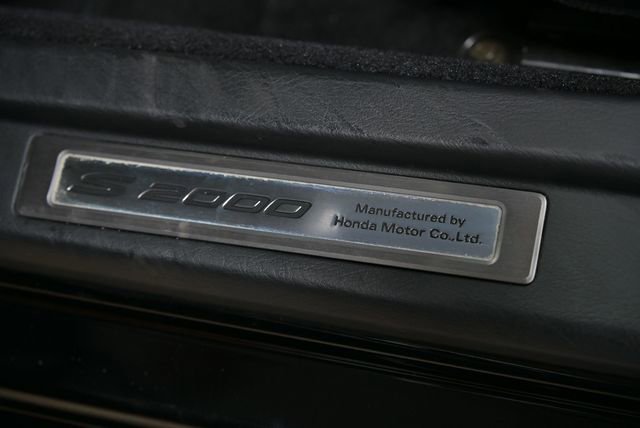 S2000
Manufactured by
Honda Motor Co.,Ltd.